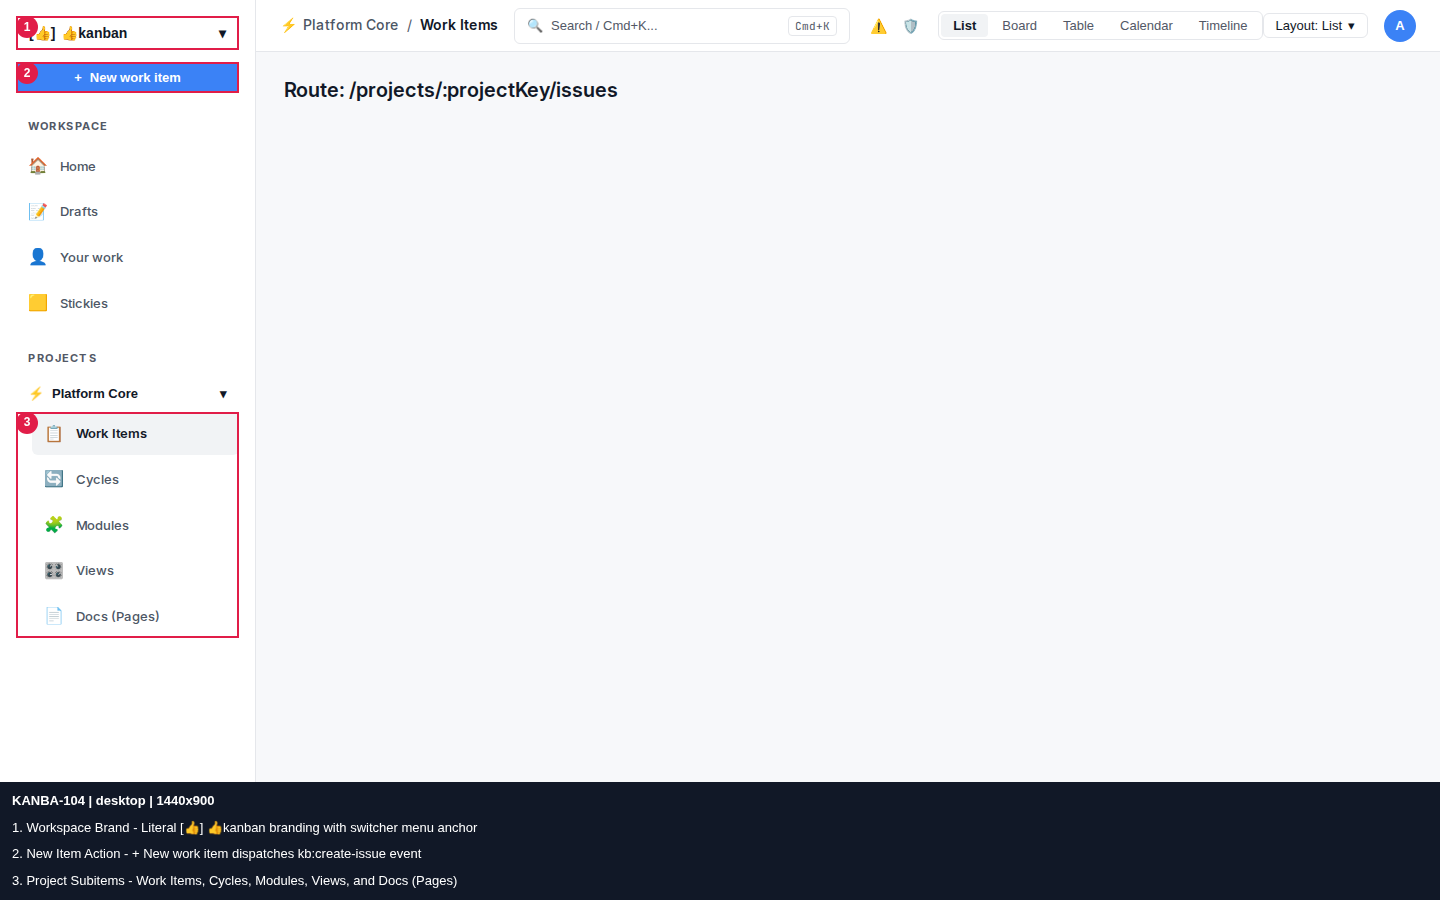 1 [👍] 👍kanban ▾
2 + New work item
WORKSPACE
🏠 Home
📝 Drafts
👤 Your work
🟨 Stickies
PROJECTS
⚡ Platform Core ▾
3 📋 Work Items
🔄 Cycles
🧩 Modules
🎛️ Views
📄 Docs (Pages)
⚡ Platform Core / Work Items
🔍 Search / Cmd+K... Cmd+K
⚠️ 🛡️
List Board Table Calendar Timeline
Layout: List ▾
A
Route: /projects/:projectKey/issues
KANBA-104 | desktop | 1440x900
1. Workspace Brand - Literal [👍] 👍kanban branding with switcher menu anchor
2. New Item Action - + New work item dispatches kb:create-issue event
3. Project Subitems - Work Items, Cycles, Modules, Views, and Docs (Pages)